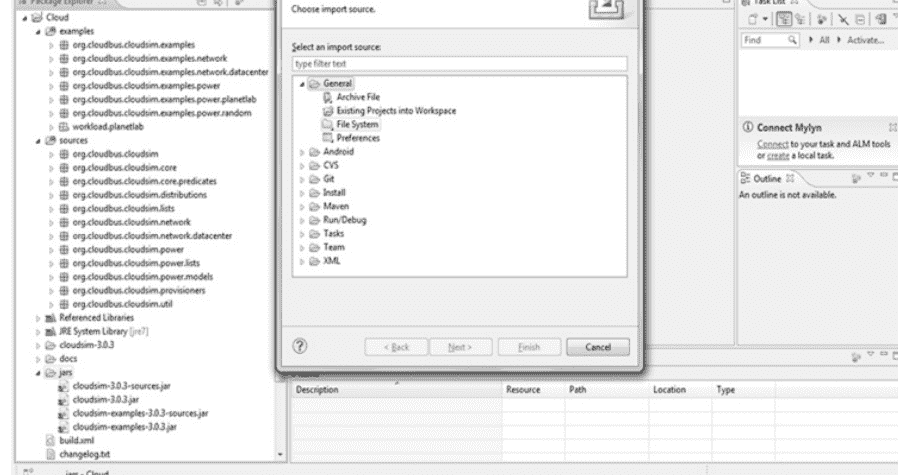 Package Explorer
Cloud
examples
org.cloudbus.cloudsim.examples
org.cloudbus.cloudsim.examples.network
org.cloudbus.cloudsim.examples.network.datacenter
org.cloudbus.cloudsim.examples.power
org.cloudbus.cloudsim.examples.power.planetlab
org.cloudbus.cloudsim.examples.power.random
workload.planetlab
sources
org.cloudbus.cloudsim
org.cloudbus.cloudsim.core
org.cloudbus.cloudsim.core.predicates
org.cloudbus.cloudsim.distributions
org.cloudbus.cloudsim.lists
org.cloudbus.cloudsim.network
org.cloudbus.cloudsim.network.datacenter
org.cloudbus.cloudsim.power
org.cloudbus.cloudsim.power.lists
org.cloudbus.cloudsim.power.models
org.cloudbus.cloudsim.provisioners
org.cloudbus.cloudsim.util
Referenced Libraries
JRE System Library [jre7]
cloudsim-3.0.3
docs
jars
cloudsim-3.0.3-sources.jar
cloudsim-3.0.3.jar
cloudsim-examples-3.0.3-sources.jar
cloudsim-examples-3.0.3.jar
build.xml
changelog.txt
jars - Cloud
Choose import source.
Select an import source:
type filter text
General
Archive File
Existing Projects into Workspace
File System
Preferences
Android
CVS
Git
Install
Maven
Run/Debug
Tasks
Team
XML
?
< Back
Next >
Finish
Cancel
Task List
Find
All
Activate...
Connect Mylyn
Connect to your task and ALM tools
or create a local task.
Outline
An outline is not available.
Description Resource Path Location Type